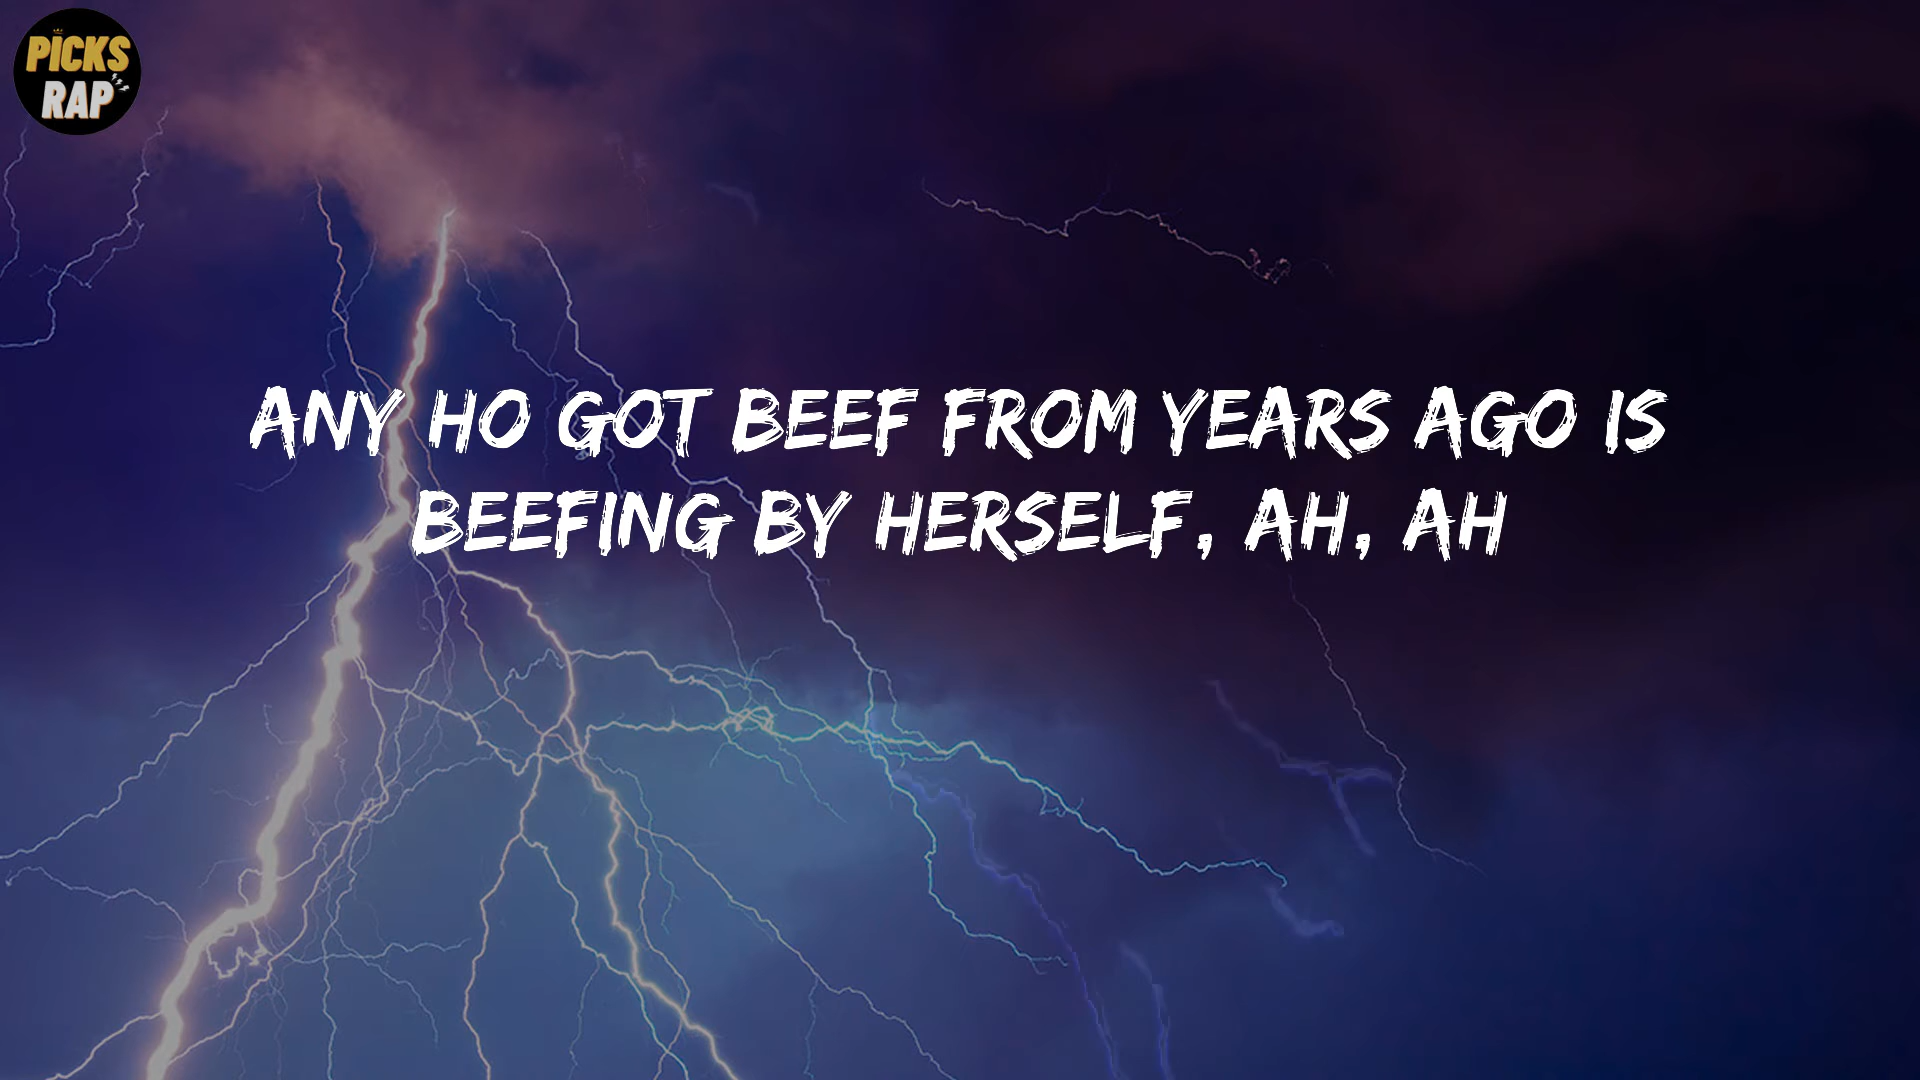 PICKS
RAP
ANY HO GOT BEEF FROM YEARS AGO IS
BEEFING BY HERSELF, AH, AH